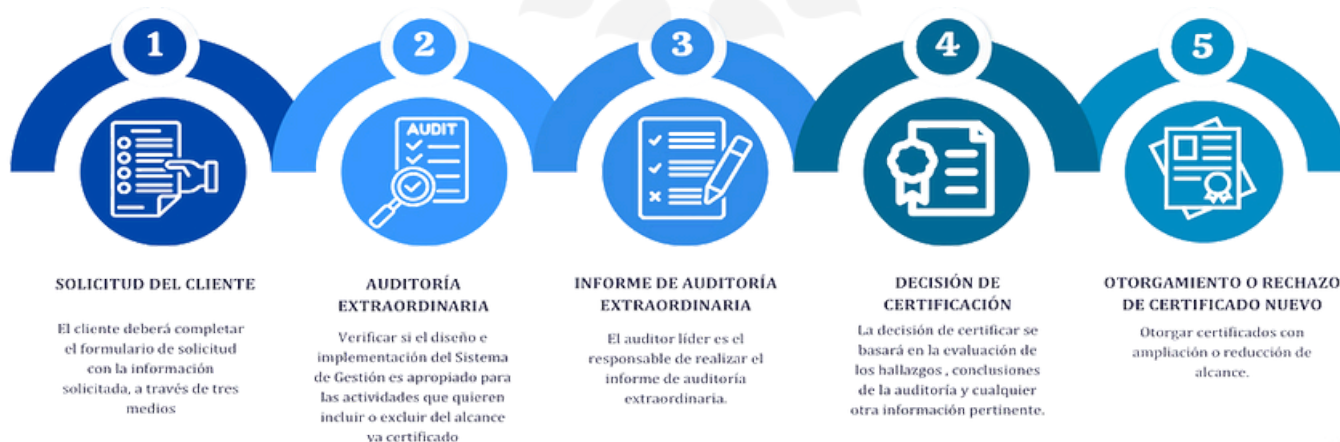 1
SOLICITUD DEL CLIENTE
El cliente deberá completar
el formulario de solicitud
con la información
solicitada, a través de tres
medios
2
AUDIT
AUDITORÍA
EXTRAORDINARIA
Verificar si el diseño e
implementación del Sistema
de Gestión es apropiado para
las actividades que quieren
incluir o excluir del alcance
ya certificado
3
INFORME DE AUDITORÍA
EXTRAORDINARIA
El auditor líder es el
responsable de realizar el
informe de auditoría
extraordinaria.
4
DECISIÓN DE
CERTIFICACIÓN
La decisión de certificar se
basará en la evaluación de
los hallazgos , conclusiones
de la auditoría y cualquier
otra información pertinente.
5
OTORGAMIENTO O RECHAZO
DE CERTIFICADO NUEVO
Otorgar certificados con
ampliación o reducción de
alcance.